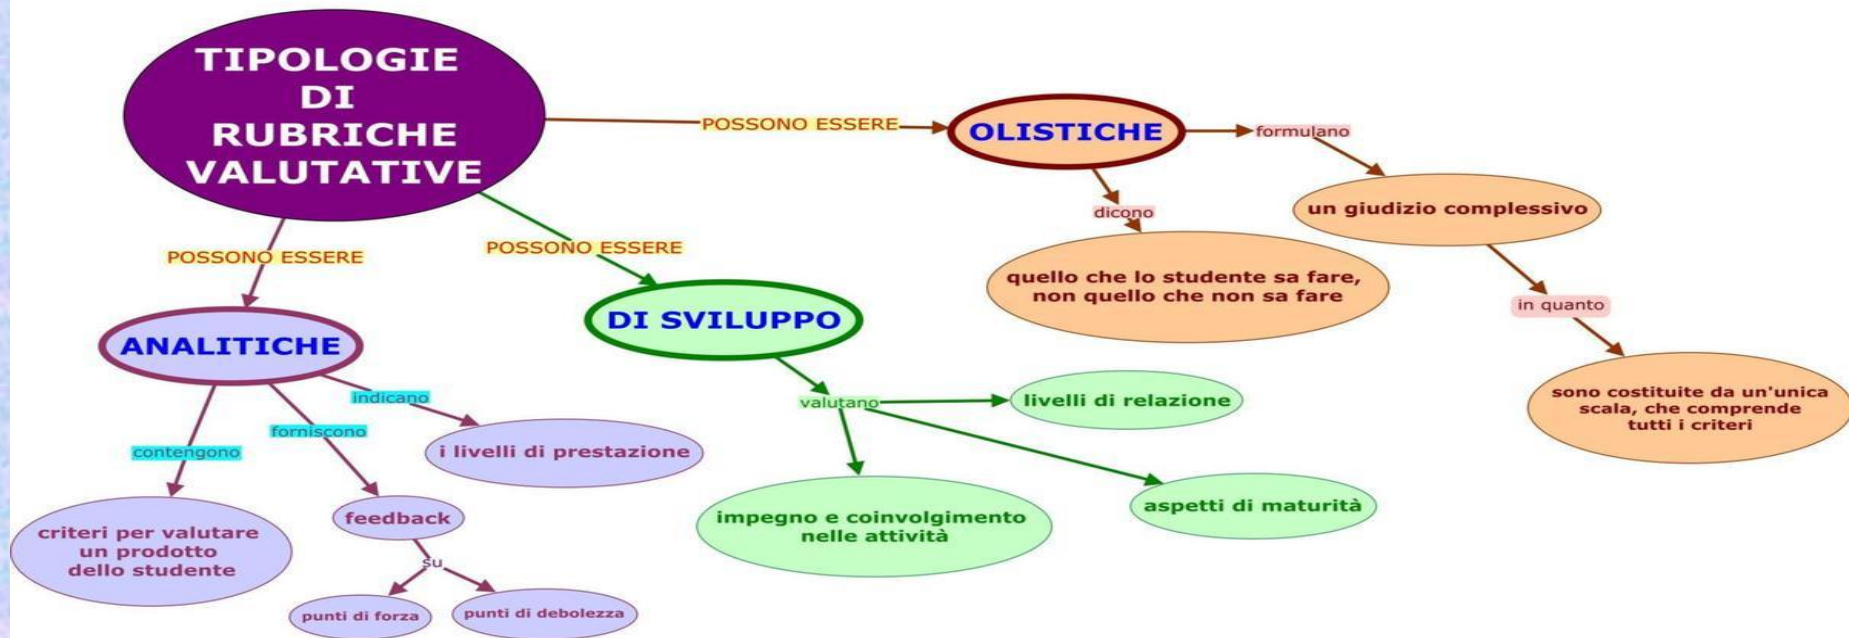 TIPOLOGIE
DI
RUBRICHE
VALUTATIVE
POSSONO ESSERE
OLISTICHE
formulano
un giudizio complessivo
in quanto
sono costituite da un'unica
scala, che comprende
tutti i criteri
dicono
quello che lo studente sa fare,
non quello che non sa fare
POSSONO ESSERE
DI SVILUPPO
valutano
livelli di relazione
aspetti di maturità
impegno e coinvolgimento
nelle attività
POSSONO ESSERE
ANALITICHE
indicano
i livelli di prestazione
forniscono
feedback
su
punti di forza
punti di debolezza
contengono
criteri per valutare
un prodotto
dello studente